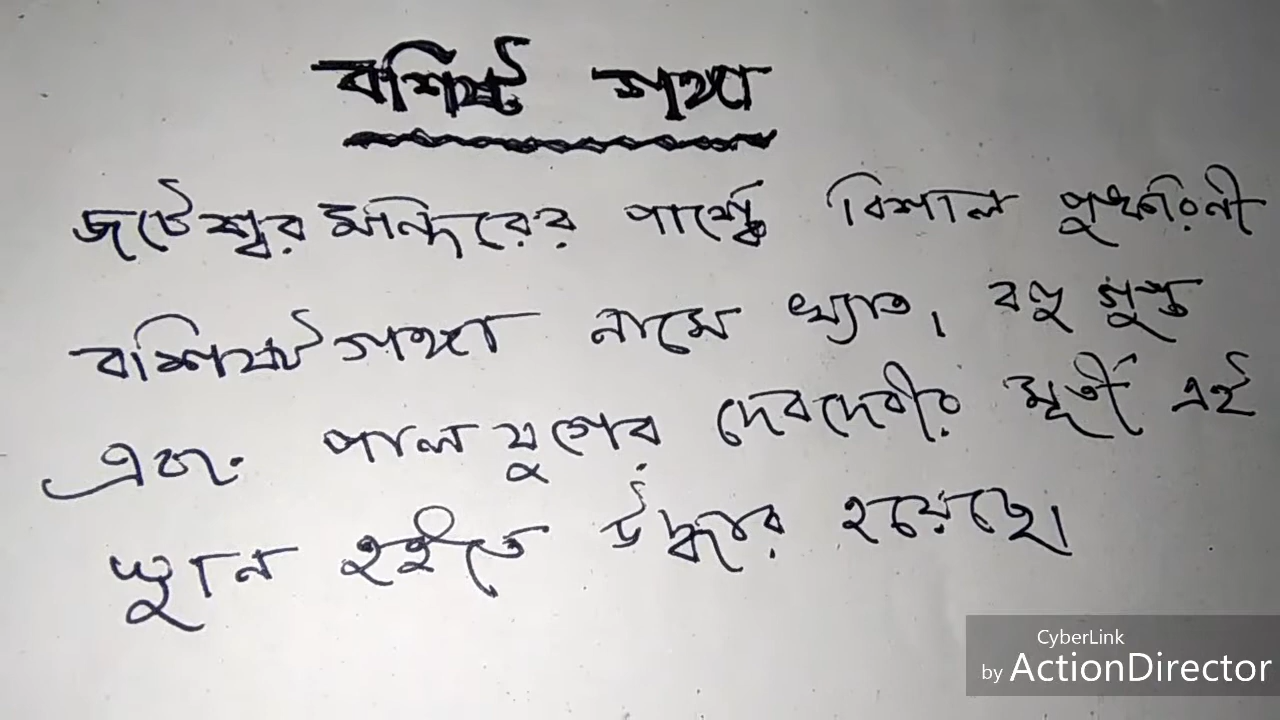 বশিষ্ট গঙ্গা
জটেশ্বর মন্দিরের পার্শ্বে বিশাল পুষ্করিনী
বশিষ্ট গঙ্গা নামে খ্যাত। বহু গুপ্ত
এবং পাল যুগের দেবদেবীর মূর্তী এই
স্থান হইতে উদ্ধার হয়েছে।
CyberLink
by ActionDirector